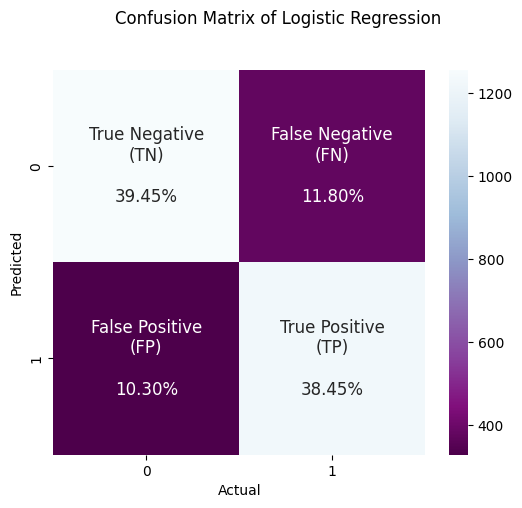 Confusion Matrix of Logistic Regression
True Negative
(TN)
39.45%
False Negative
(FN)
11.80%
False Positive
(FP)
10.30%
True Positive
(TP)
38.45%
0
1
Predicted
0
1
Actual
1200
1000
800
600
400